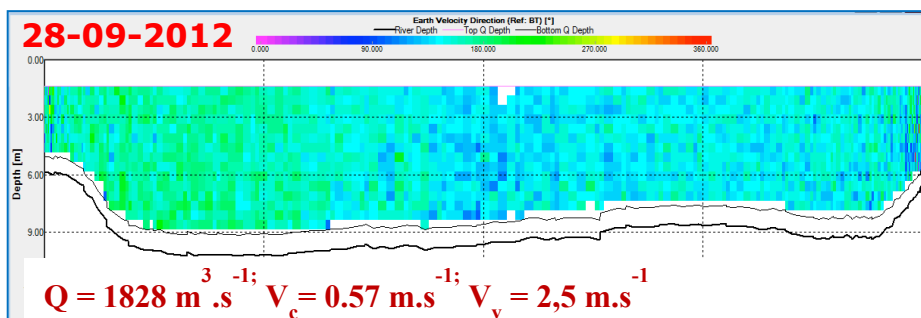 28-09-2012
Earth Velocity Direction (Ref: BT) [°]
River Depth Top Q Depth Bottom Q Depth
0.000 90.000 180.000 270.000 360.000
0.00
3.00
6.00
9.00
Depth [m]
Q = 1828 m³.s⁻¹; V_c = 0.57 m.s⁻¹; V_v = 2,5 m.s⁻¹